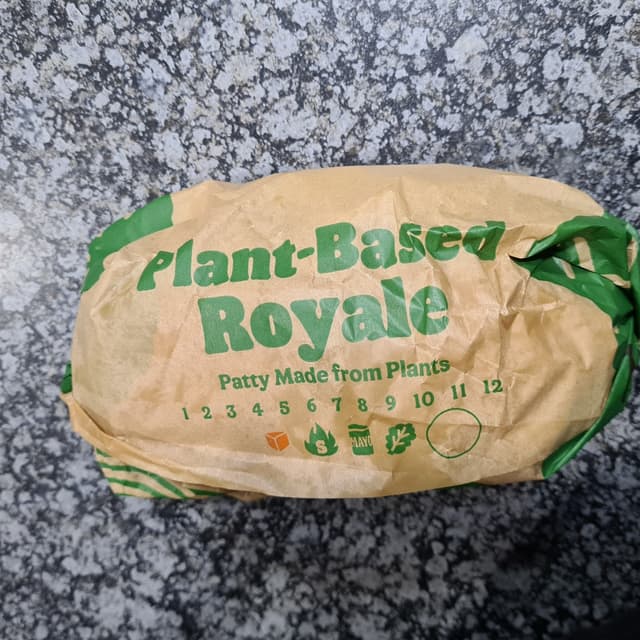 Plant-Based
Royale
Patty Made from Plants
1 2 3 4 5 6 7 8 9 10 11 12
S MAYO